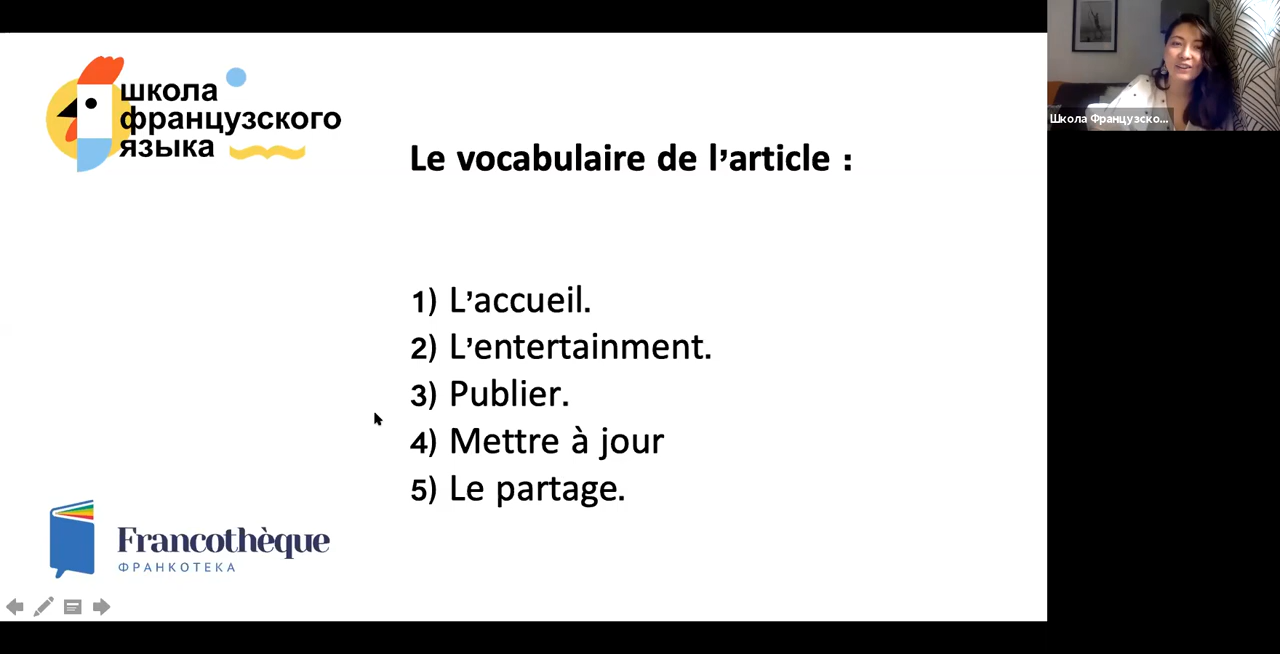 школа
французского
языка
Школа Французско...
Le vocabulaire de l’article :
1) L’accueil.
2) L’entertainment.
3) Publier.
4) Mettre à jour
5) Le partage.
Francothèque
ФРАНКОТЕКА